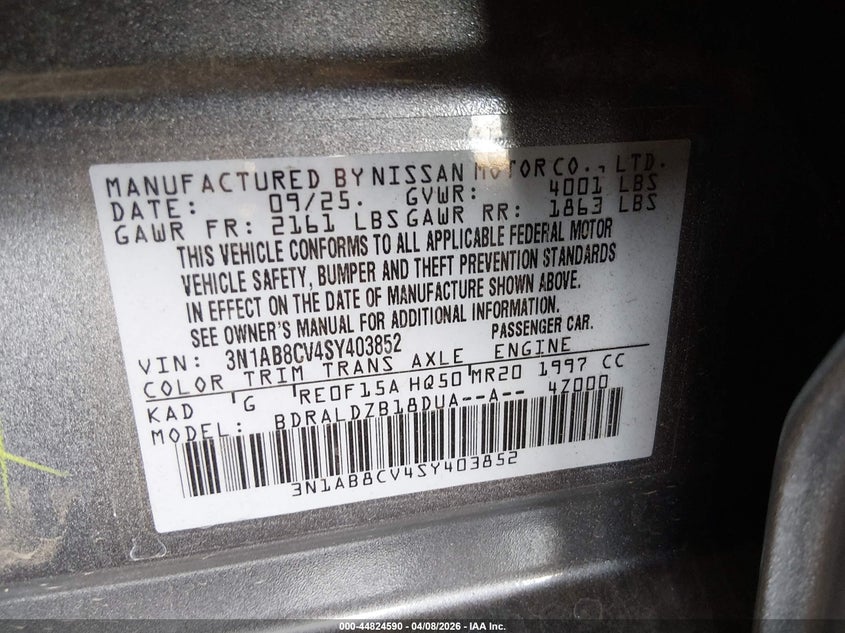 MANUFACTURED BY NISSAN MOTOR CO., LTD.
DATE: 09/25. GVWR: 4001 LBS
GAWR FR: 2161 LBS GAWR RR: 1863 LBS
THIS VEHICLE CONFORMS TO ALL APPLICABLE FEDERAL MOTOR
VEHICLE SAFETY, BUMPER AND THEFT PREVENTION STANDARDS
IN EFFECT ON THE DATE OF MANUFACTURE SHOWN ABOVE.
SEE OWNER'S MANUAL FOR ADDITIONAL INFORMATION.
VIN: 3N1AB8CV4SY403852 PASSENGER CAR.
COLOR TRIM TRANS AXLE ENGINE
KAD G RE0F15A HQ50 MR20 1997 CC
MODEL: BDRALDZB18DUA--A-- 4Z000
3N1AB8CV4SY403852
000-44824590 - 04/08/2026 - IAA Inc.